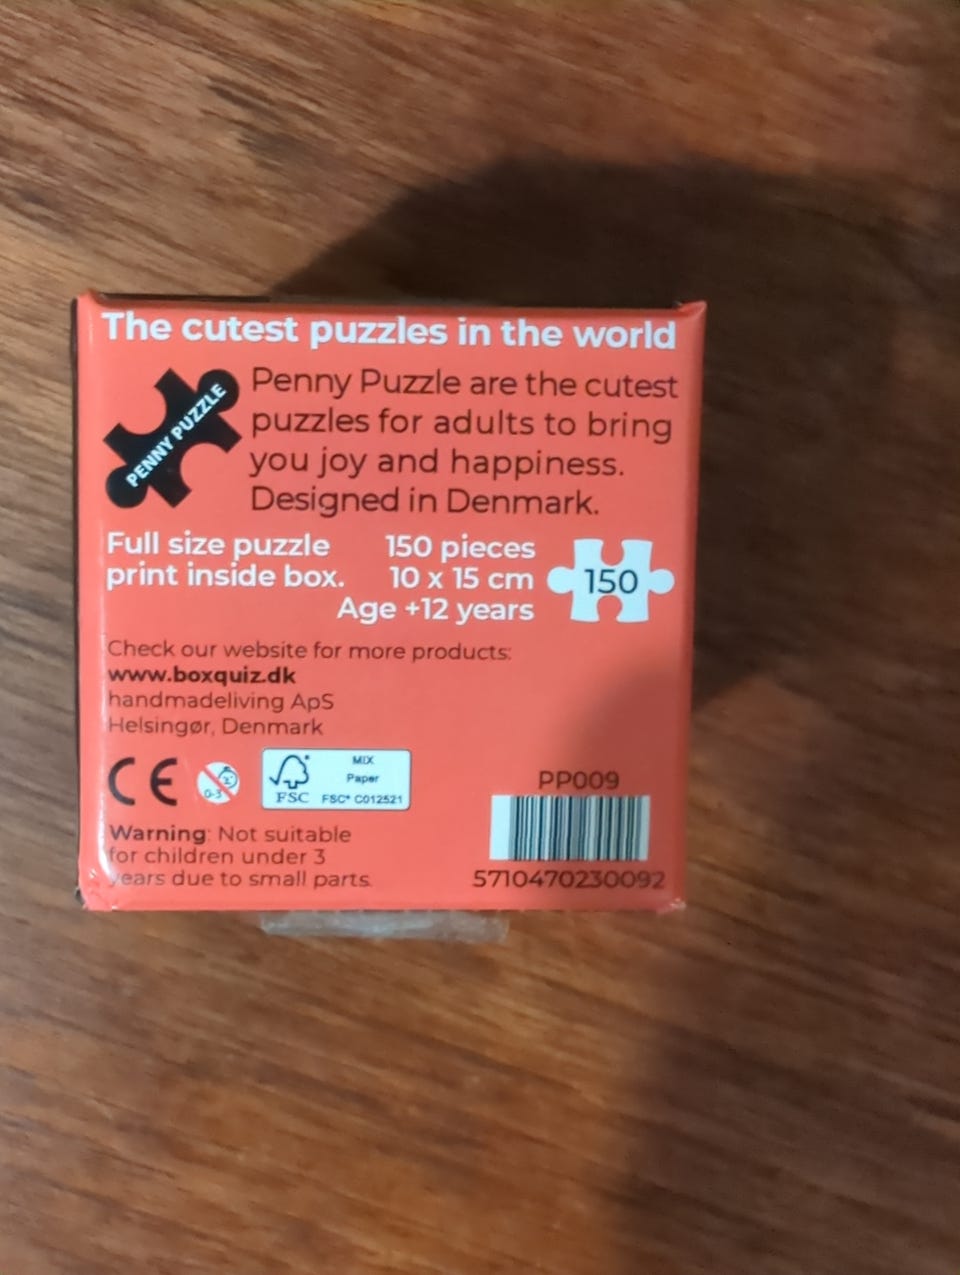 The cutest puzzles in the world
PENNY PUZZLE
Penny Puzzle are the cutest
puzzles for adults to bring
you joy and happiness.
Designed in Denmark.
Full size puzzle
print inside box.
150 pieces
10 x 15 cm
Age +12 years
150
Check our website for more products:
www.boxquiz.dk
handmadeliving ApS
Helsingør, Denmark
CE
0-3
FSC
MIX
Paper
FSC® C012521
Warning: Not suitable
for children under 3
years due to small parts.
PP009
5710470230092